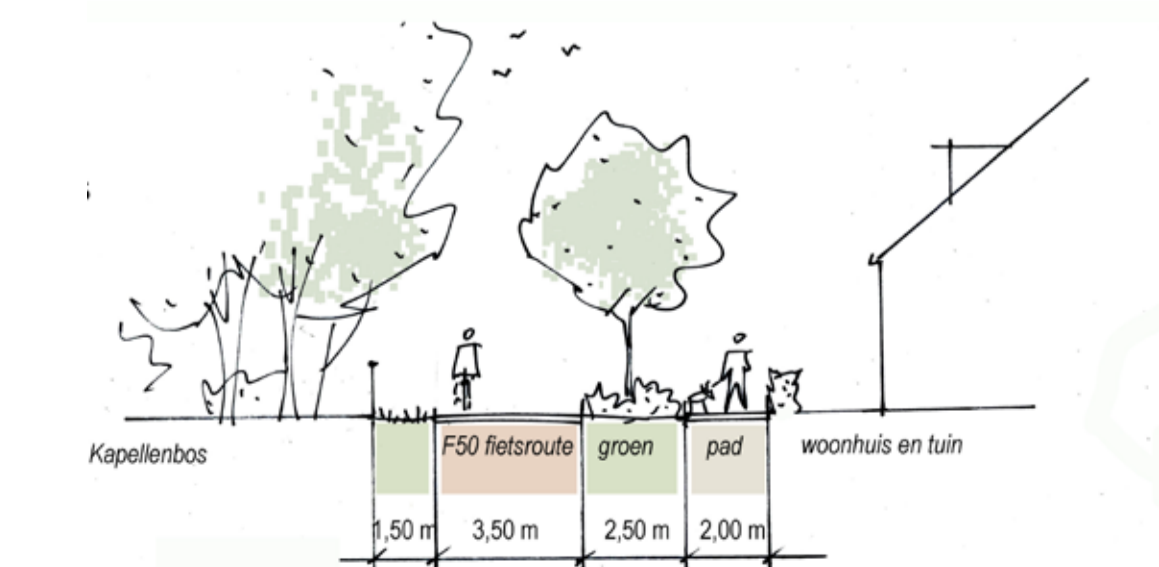 Kapellenbos
F50 fietsroute
groen
pad
woonhuis en tuin
1,50 m
3,50 m
2,50 m
2,00 m